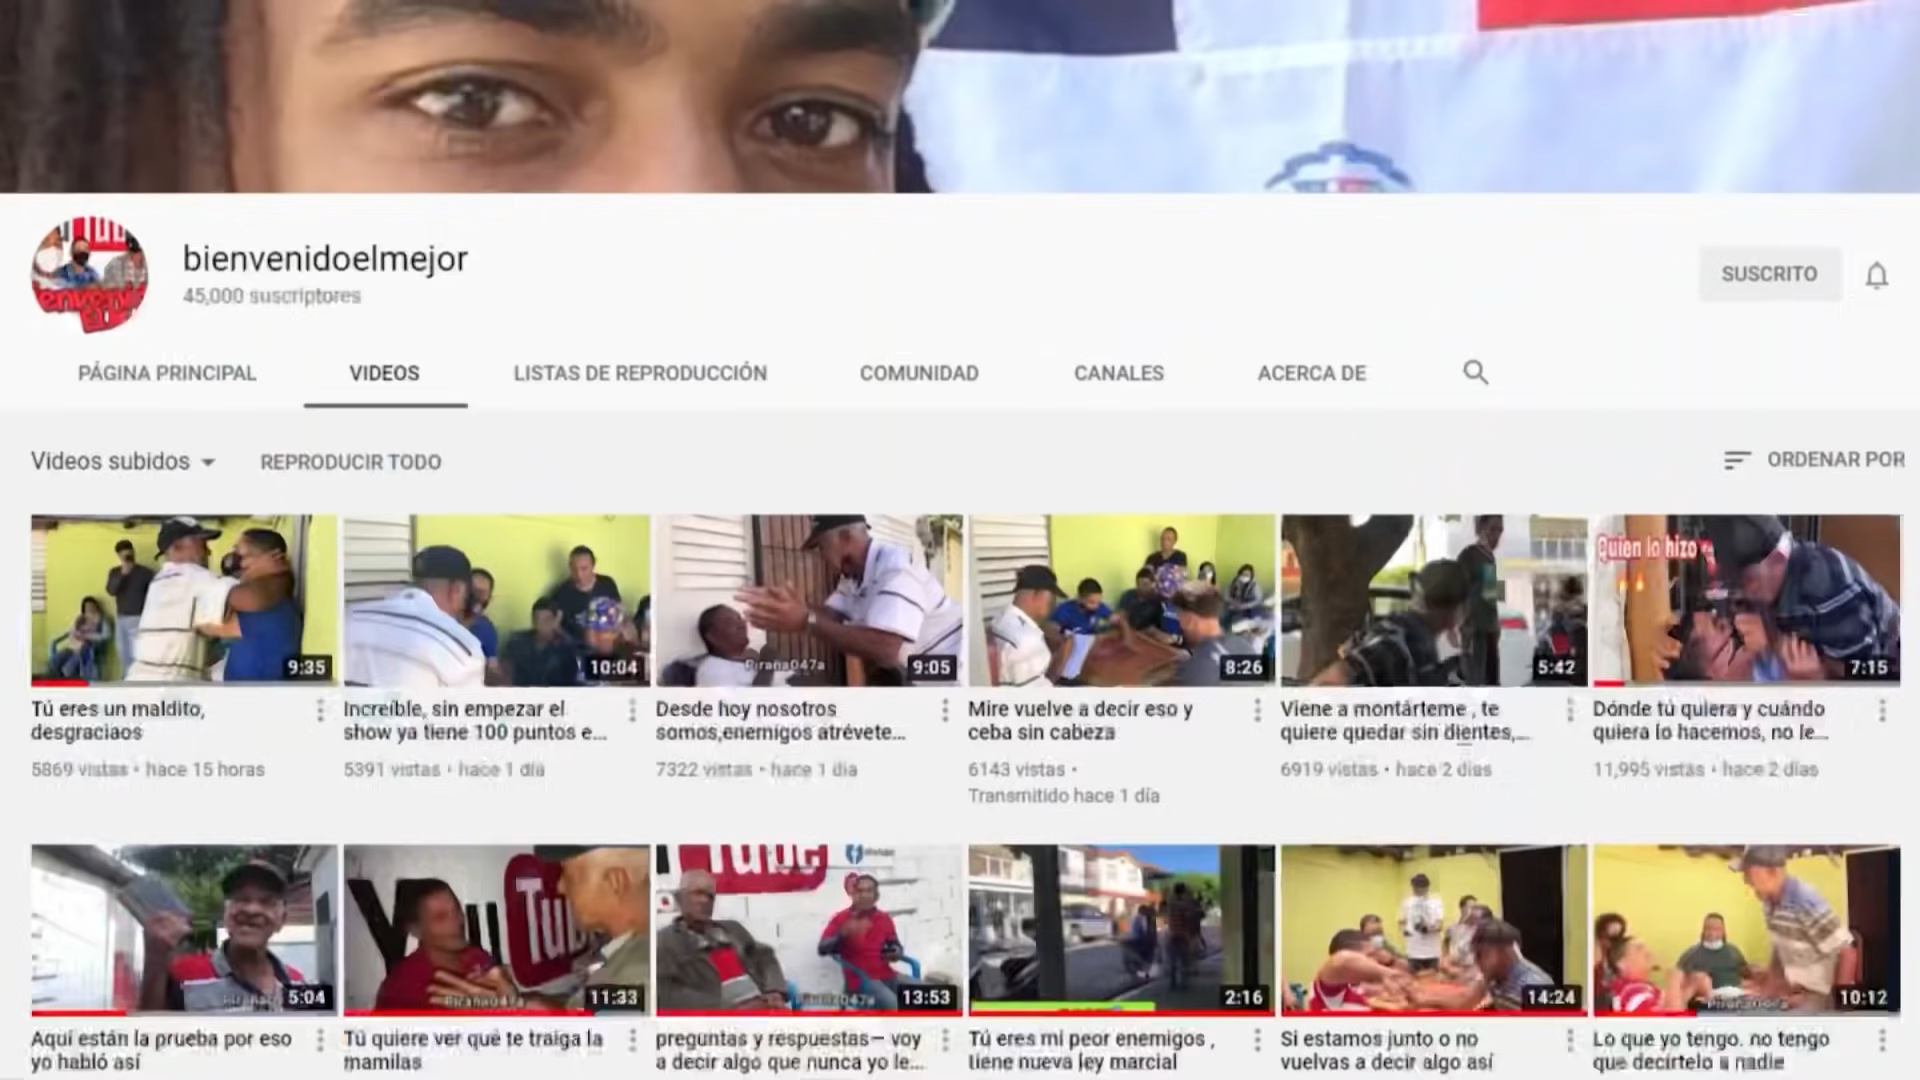 bienvenidoelmejor
45,000 suscriptores
SUSCRITO
PÁGINA PRINCIPAL VIDEOS LISTAS DE REPRODUCCIÓN COMUNIDAD CANALES ACERCA DE
Videos subidos REPRODUCIR TODO
ORDENAR POR
Quien lo hizo
9:35
10:04
Piraña047a
9:05
8:26
5:42
7:15
Tú eres un maldito,
desgraciaos
5869 vistas • hace 15 horas
Increíble, sin empezar el
show ya tiene 100 puntos e...
5391 vistas • hace 1 día
Desde hoy nosotros
somos,enemigos atrévete...
7322 vistas • hace 1 día
Mire vuelve a decir eso y
ceba sin cabeza
6143 vistas •
Transmitido hace 1 día
Viene a montárteme , te
quiere quedar sin dientes,...
6919 vistas • hace 2 días
Dónde tú quiera y cuándo
quiera lo hacemos, no le...
11,995 vistas • hace 2 días
5:04
You Tu
Piraña047a
11:33
Tube
Piraña047a
13:53
2:16
14:24
Piraña047a
10:12
Aquí están la prueba por eso
yo habló así
Tú quiere ver qué te traiga la
mamilas
preguntas y respuestas— voy
a decir algo que nunca yo le...
Tú eres mi peor enemigos ,
tiene nueva ley marcial
Si estamos junto o no
vuelvas a decir algo así
Lo que yo tengo. no tengo
que decírtelo a nadie